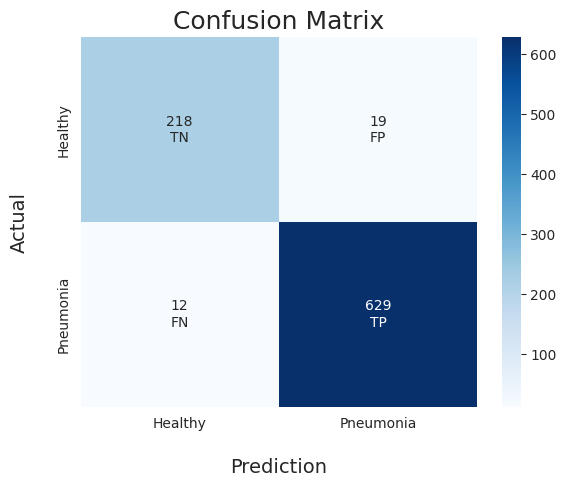 Confusion Matrix
Actual
Healthy
218
TN
19
FP
Pneumonia
12
FN
629
TP
Healthy
Pneumonia
Prediction
600
500
400
300
200
100